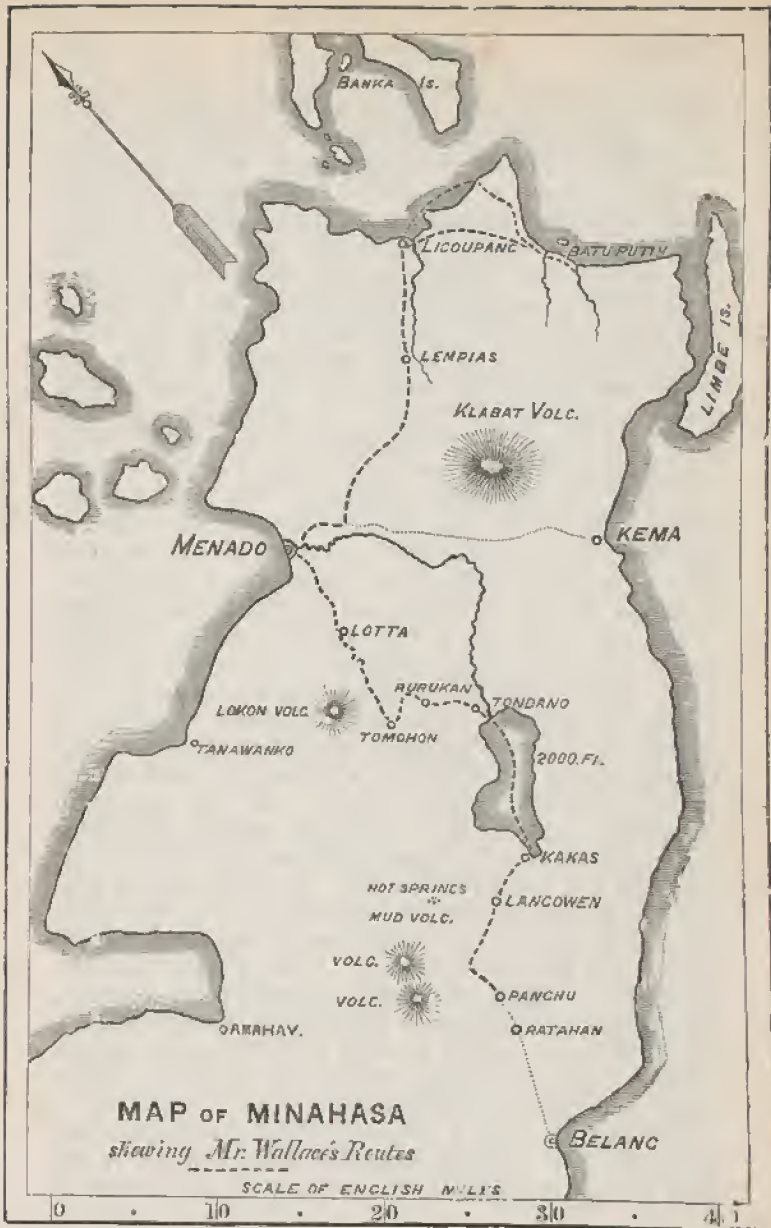 BANKA IS.
LICOUPANG
BATU PUTIH
LEMPIAS
LIMBE IS.
KLABAT VOLC.
MENADO
KEMA
LOTTA
RURUKAN
TONDANO
LOKON VOLC.
TOMOHON
TANAWANKO
2000.FT.
KAKAS
HOT SPRINGS
LANGOWEN
MUD VOLC.
VOLC.
VOLC.
PANGHU
RATAHAN
MAP OF MINAHASA
shewing Mr. Wallace's Routes
BELANG
SCALE OF ENGLISH MILES
0 10 20 30 40